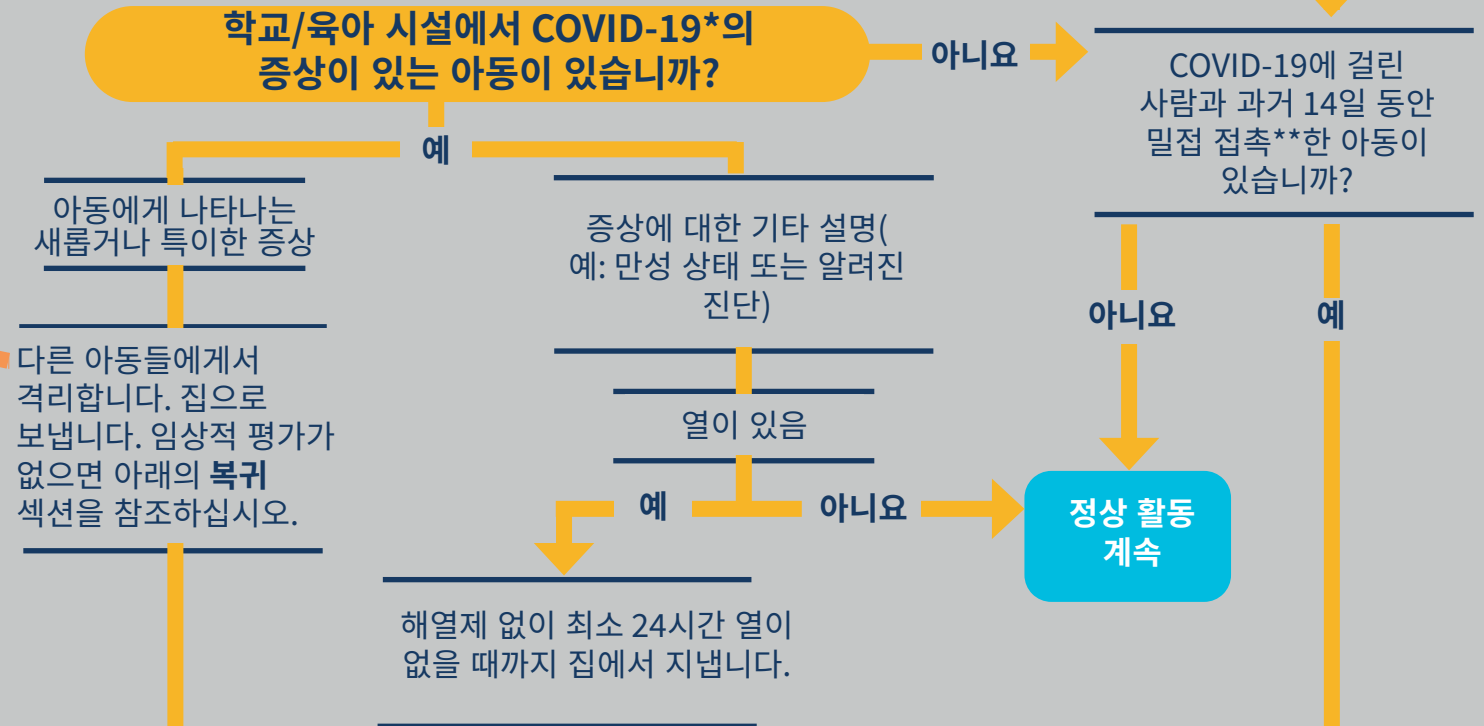 학교/육아 시설에서 COVID-19*의
증상이 있는 아동이 있습니까?
아니요
COVID-19에 걸린
사람과 과거 14일 동안
밀접 접촉**한 아동이
있습니까?
예
아동에게 나타나는
새롭거나 특이한 증상
증상에 대한 기타 설명(
예: 만성 상태 또는 알려진
진단)
아니요
예
다른 아동들에게서
격리합니다. 집으로
보냅니다. 임상적 평가가
없으면 아래의 복귀
섹션을 참조하십시오.
열이 있음
예
아니요
정상 활동
계속
해열제 없이 최소 24시간 열이
없을 때까지 집에서 지냅니다.